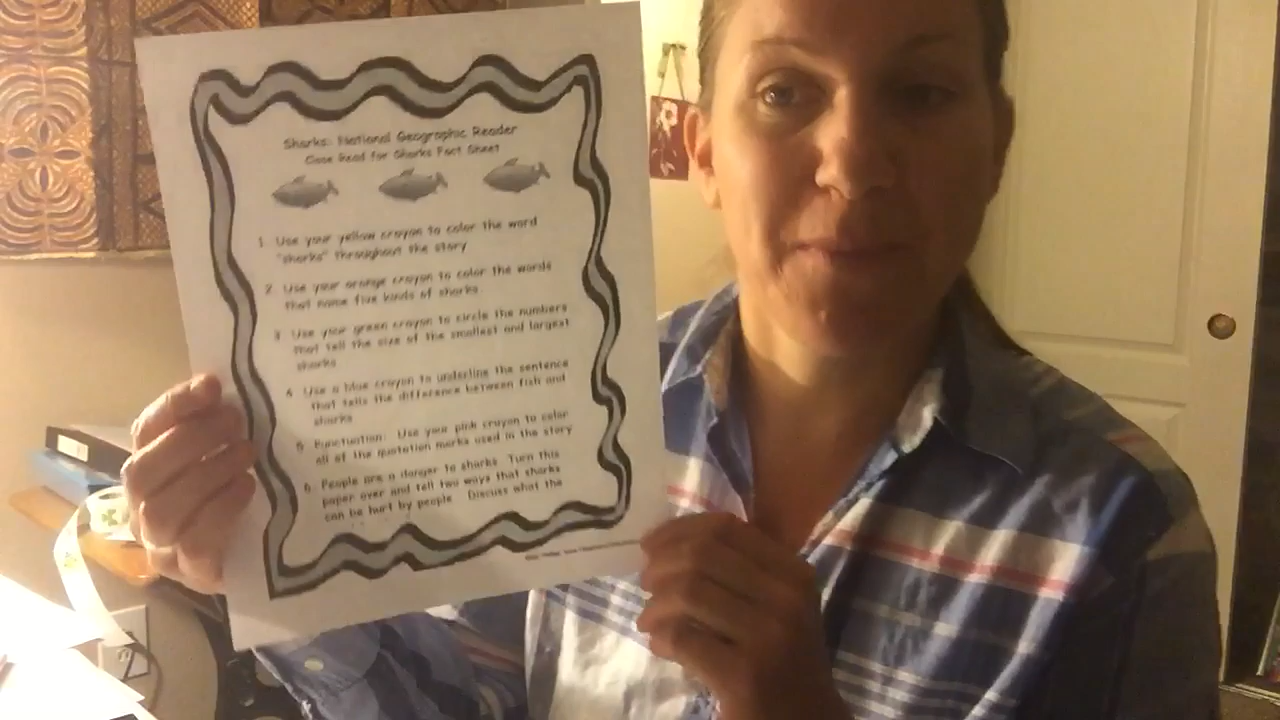 Sharks: National Geographic Reader
Close Read for Sharks Fact Sheet
1. Use your yellow crayon to color the word
"sharks" throughout the story
2. Use your orange crayon to color the words
that name five kinds of sharks.
3. Use your green crayon to circle the numbers
that tell the size of the smallest and largest
sharks
4. Use a blue crayon to underline the sentence
that tells the difference between fish and
sharks
5. Punctuation: Use your pink crayon to color
all of the quotation marks used in the story
6. People are a danger to sharks. Turn this
paper over and tell two ways that sharks
can be hurt by people. Discuss what the